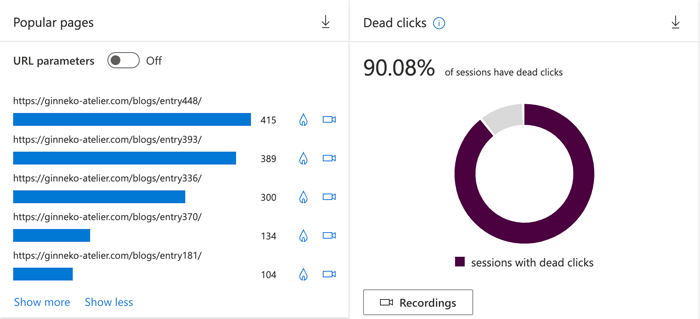 Popular pages
URL parameters Off
https://ginneko-atelier.com/blogs/entry448/
415
https://ginneko-atelier.com/blogs/entry393/
389
https://ginneko-atelier.com/blogs/entry336/
300
https://ginneko-atelier.com/blogs/entry370/
134
https://ginneko-atelier.com/blogs/entry181/
104
Show more Show less
Dead clicks
90.08% of sessions have dead clicks
sessions with dead clicks
Recordings